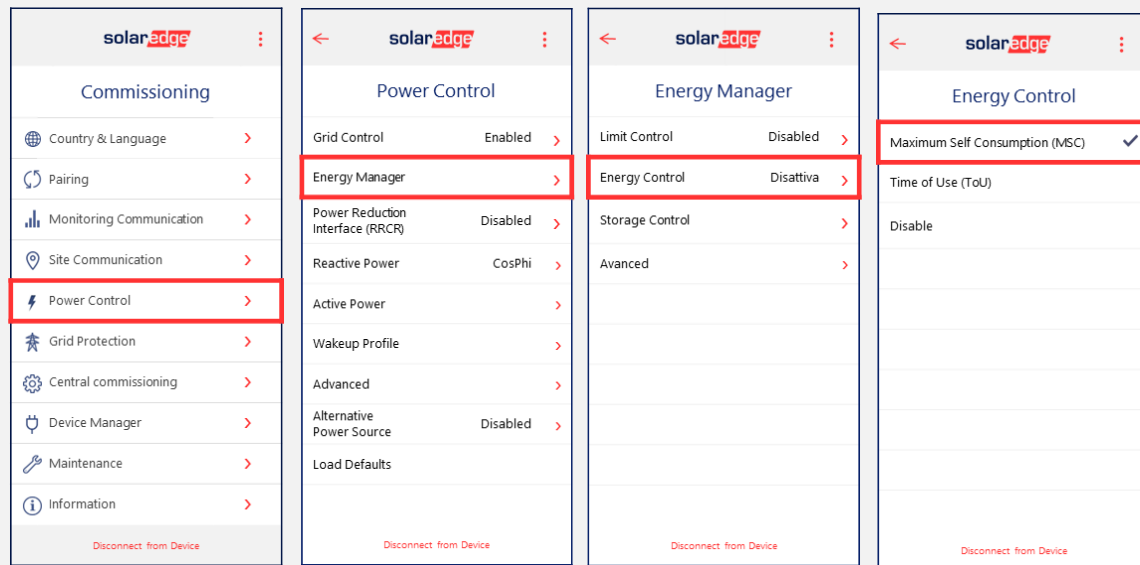 solaredge
Commissioning
Country & Language
Pairing
Monitoring Communication
Site Communication
Power Control
Grid Protection
Central commissioning
Device Manager
Maintenance
Information
Disconnect from Device
solaredge
Power Control
Grid Control Enabled
Energy Manager
Power Reduction
Interface (RRCR) Disabled
Reactive Power CosPhi
Active Power
Wakeup Profile
Advanced
Alternative
Power Source Disabled
Load Defaults
Disconnect from Device
solaredge
Energy Manager
Limit Control Disabled
Energy Control Disattiva
Storage Control
Avanced
Disconnect from Device
solaredge
Energy Control
Maximum Self Consumption (MSC)
Time of Use (ToU)
Disable
Disconnect from Device